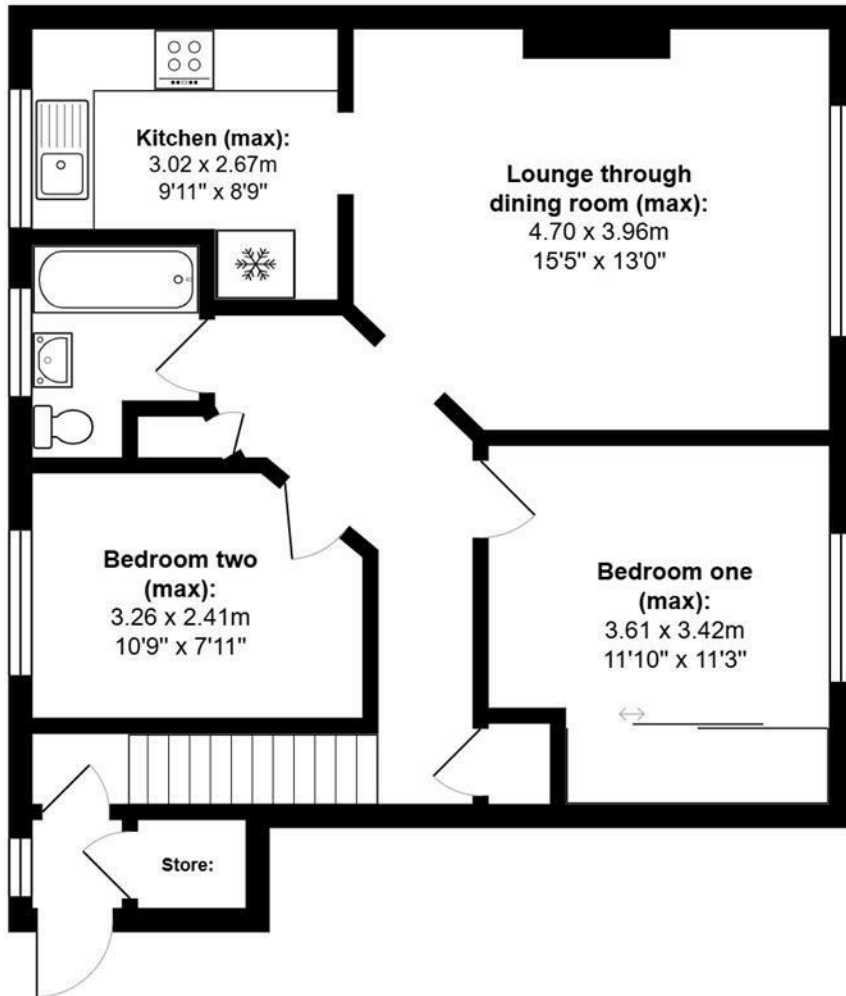 Kitchen (max):
3.02 x 2.67m
9'11" x 8'9"
Lounge through
dining room (max):
4.70 x 3.96m
15'5" x 13'0"
Bedroom two
(max):
3.26 x 2.41m
10'9" x 7'11"
Bedroom one
(max):
3.61 x 3.42m
11'10" x 11'3"
Store: